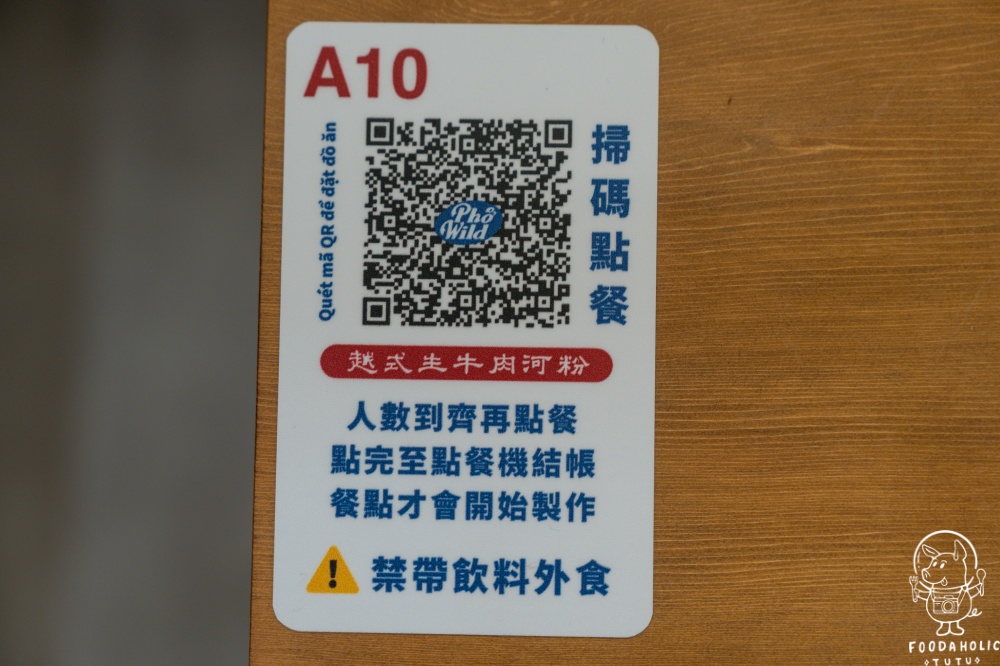 A10
Quét mã QR để đặt đồ ăn
Phở
Wild
掃碼點餐
越式生牛肉河粉
人數到齊再點餐
點完至點餐機結帳
餐點才會開始製作
!
禁帶飲料外食
FOODAHOLIC
TUTU